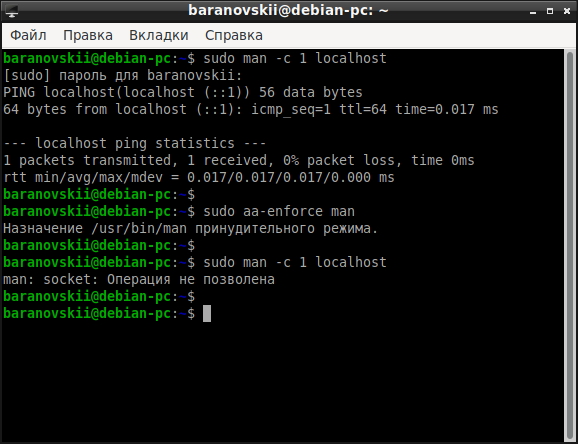 baranovskii@debian-pc: ~
Файл Правка Вкладки Справка
baranovskii@debian-pc:~$ sudo man -c 1 localhost
[sudo] пароль для baranovskii:
PING localhost(localhost (::1)) 56 data bytes
64 bytes from localhost (::1): icmp_seq=1 ttl=64 time=0.017 ms
--- localhost ping statistics ---
1 packets transmitted, 1 received, 0% packet loss, time 0ms
rtt min/avg/max/mdev = 0.017/0.017/0.017/0.000 ms
baranovskii@debian-pc:~$
baranovskii@debian-pc:~$ sudo aa-enforce man
Назначение /usr/bin/man принудительного режима.
baranovskii@debian-pc:~$
baranovskii@debian-pc:~$ sudo man -c 1 localhost
man: socket: Операция не позволена
baranovskii@debian-pc:~$
baranovskii@debian-pc:~$